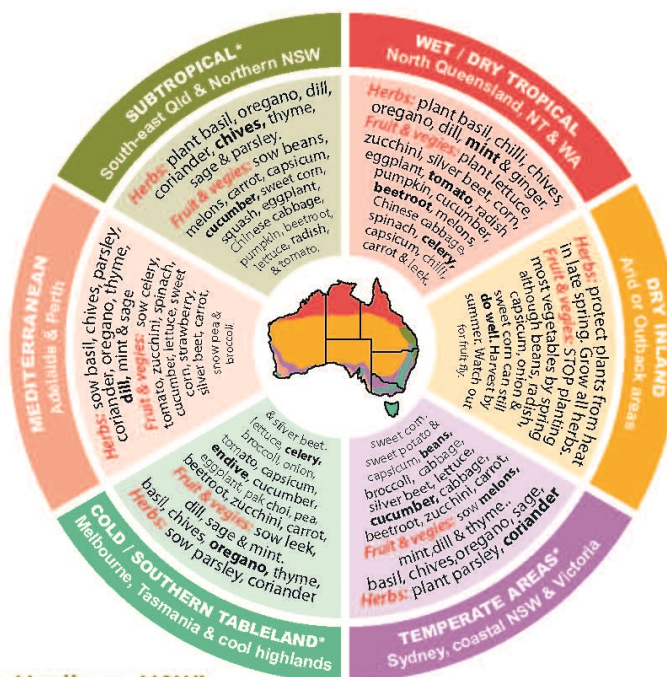 SUBTROPICAL*
South-east Qld & Northern NSW
Herbs: plant basil, oregano, dill,
coriander chives, thyme,
sage & parsley.
Fruit & vegies: sow beans,
melons, carrot, capsicum,
cucumber, sweet corn,
squash, eggplant,
Chinese cabbage,
pumpkin, beetroot,
lettuce, radish,
& tomato.
WET / DRY TROPICAL
North Queensland, NT & WA
Herbs: plant basil, chilli, chives,
oregano, dill, mint & ginger.
Fruit & vegies: plant lettuce,
zucchini, silver beet, corn,
eggplant, tomato, radish
pumpkin, cucumber,
beetroot, melons,
Chinese cabbage,
spinach, celery,
capsicum, chilli,
carrot & leek.
DRY INLAND
Arid or Outback areas
Herbs: protect plants from heat
in late spring. Grow all herbs.
Fruit & vegies: STOP planting
most vegetables by spring
although beans, radish,
capsicum, onion &
sweet corn can still
do well. Harvest by
summer. Watch out
for fruit fly.
TEMPERATE AREAS*
Sydney, coastal NSW & Victoria
Herbs: plant parsley, coriander
basil, chives, oregano, sage,
mint, dill & thyme..
Fruit & vegies: sow melons,
beetroot, zucchini, carrot,
cucumber, cabbage,
silver beet, lettuce,
broccoli, cabbage,
capsicum, beans,
sweet potato &
sweet corn.
COLD / SOUTHERN TABLELAND*
Melbourne, Tasmania & cool highlands
Herbs: sow parsley, coriander
basil, chives, oregano, thyme,
dill, sage & mint.
Fruit & vegies: sow leek,
beetroot, zucchini, carrot,
eggplant, pak choi, pea,
endive, cucumber,
tomato, capsicum,
broccoli, onion,
lettuce, celery,
& silver beet.
MEDITERRANEAN
Adelaide & Perth
Herbs: sow basil, chives, parsley,
coriander, oregano, thyme,
dill, mint & sage
Fruit & vegies: sow celery,
tomato, zucchini, spinach,
cucumber, lettuce, sweet
corn, strawberry,
silver beet, carrot,
snow pea &
broccoli.